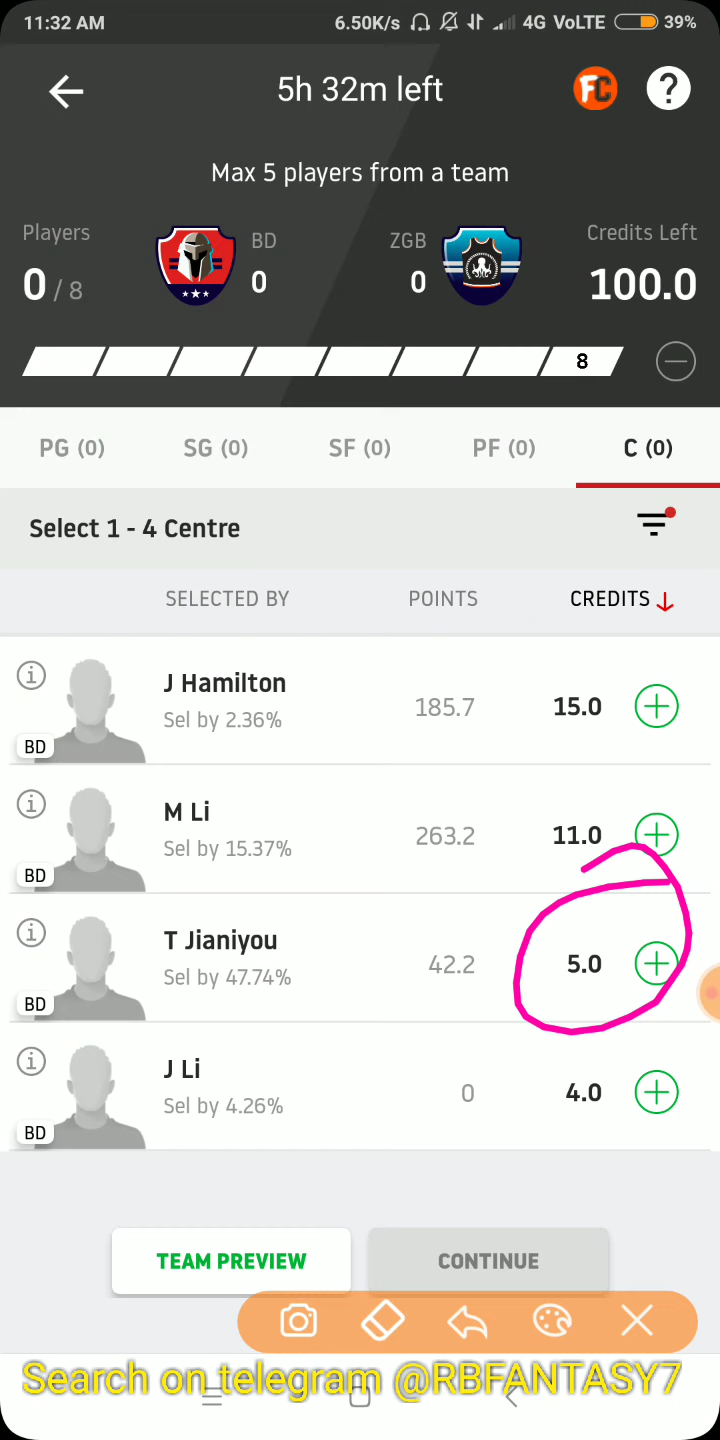 11:32 AM 6.50K/s 4G VoLTE 39%
5h 32m left FC ?
Max 5 players from a team
Players BD ZGB Credits Left
0 / 8 0 0 100.0
8
PG (0) SG (0) SF (0) PF (0) C (0)
Select 1 - 4 Centre
SELECTED BY POINTS CREDITS
J Hamilton
Sel by 2.36% 185.7 15.0
BD
M Li
Sel by 15.37% 263.2 11.0
BD
T Jianiyou
Sel by 47.74% 42.2 5.0
BD
J Li
Sel by 4.26% 0 4.0
BD
TEAM PREVIEW CONTINUE
Search on telegram @RBFANTASY7